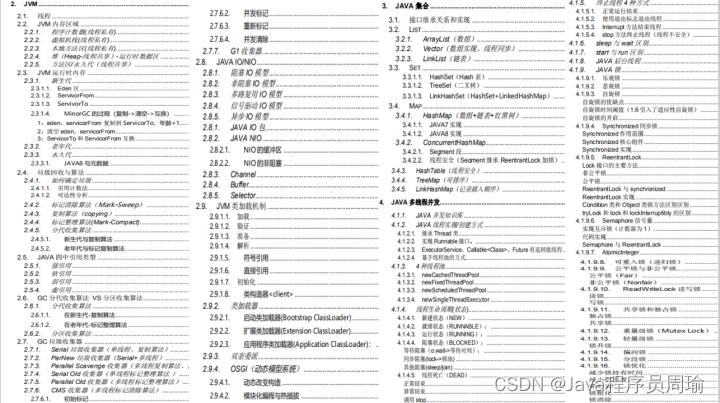 2. JVM
2.1. 线程
2.2. JVM 内存区域
2.2.1. 程序计数器(线程私有)
2.2.2. 虚拟机栈(线程私有)
2.2.3. 本地方法区(线程私有)
2.2.4. 堆（Heap-线程共享）-运行时数据区
2.2.5. 方法区/永久代（线程共享）
2.3. JVM 运行时内存
2.3.1. 新生代
2.3.1.1. Eden 区
2.3.1.2. ServivorFrom
2.3.1.3. ServivorTo
2.3.1.4. MinorGC 的过程（复制->清空->互换）
1：eden、servicorFrom 复制到 ServicorTo，年龄+1
2：清空 eden、servicorFrom
3：ServicorTo 和 ServicorFrom 互换
2.3.2. 老年代
2.3.3. 永久代
2.3.3.1. JAVA8 与元数据
2.4. 垃圾回收与算法
2.4.1. 如何确定垃圾
2.4.1.1. 引用计数法
2.4.1.2. 可达性分析
2.4.2. 标记清除算法（Mark-Sweep）
2.4.3. 复制算法（copying）
2.4.4. 标记整理算法(Mark-Compact)
2.4.5. 分代收集算法
2.4.5.1. 新生代与复制算法
2.4.5.2. 老年代与标记复制算法
2.5. JAVA 四中引用类型
2.5.1. 强引用
2.5.2. 软引用
2.5.3. 弱引用
2.5.4. 虚引用
2.6. GC 分代收集算法 VS 分区收集算法
2.6.1. 分代收集算法
2.6.1.1. 在新生代-复制算法
2.6.1.2. 在老年代-标记整理算法
2.6.2. 分区收集算法
2.7. GC 垃圾收集器
2.7.1. Serial 垃圾收集器（单线程、复制算法）
2.7.2. ParNew 垃圾收集器（Serial+多线程）
2.7.3. Parallel Scavenge 收集器（多线程复制算法、
2.7.4. Serial Old 收集器（单线程标记整理算法）
2.7.5. Parallel Old 收集器（多线程标记整理算法）
2.7.6. CMS 收集器（多线程标记清除算法）
2.7.6.1. 初始标记
2.7.6.2. 并发标记
2.7.6.3. 重新标记
2.7.6.4. 并发清除
2.7.7. G1 收集器
2.8. JAVA IO/NIO
2.8.1. 阻塞 IO 模型
2.8.2. 非阻塞 IO 模型
2.8.3. 多路复用 IO 模型
2.8.4. 信号驱动 IO 模型
2.8.5. 异步 IO 模型
2.8.1. JAVA IO 包
2.8.2. JAVA NIO
2.8.2.1. NIO 的缓冲区
2.8.2.2. NIO 的非阻塞
2.8.3. Channel
2.8.4. Buffer
2.8.5. Selector
2.9. JVM 类加载机制
2.9.1.1. 加载
2.9.1.2. 验证
2.9.1.3. 准备
2.9.1.4. 解析
2.9.1.5. 符号引用
2.9.1.6. 直接引用
2.9.1.7. 初始化
2.9.1.8. 类构造器<client>
2.9.2. 类加载器
2.9.2.1. 启动类加载器(Bootstrap ClassLoader)
2.9.2.2. 扩展类加载器(Extension ClassLoader)
2.9.2.3. 应用程序类加载器(Application ClassLoader)：
2.9.3. 双亲委派
2.9.4. OSGI（动态模型系统）
2.9.4.1. 动态改变构造
2.9.4.2. 模块化编程与热插拔
3. JAVA 集合
3.1. 接口继承关系和实现
3.2. LIST
3.2.1. ArrayList（数组）
3.2.2. Vector（数组实现、线程同步）
3.2.3. LinkList（链表）
3.3. SET
3.3.1.1. HashSet（Hash 表）
3.3.1.2. TreeSet（二叉树）
3.3.1.3. LinkHashSet（HashSet+LinkedHashMap）
3.4. MAP
3.4.1. HashMap（数组+链表+红黑树）
3.4.1.1. JAVA7 实现
3.4.1.2. JAVA8 实现
3.4.2. ConcurrentHashMap
3.4.2.1. Segment 段
3.4.2.2. 线程安全（Segment 继承 ReentrantLock 加锁）
3.4.3. HashTable（线程安全）
3.4.4. TreeMap（可排序）
3.4.5. LinkHashMap（记录插入顺序）
4. JAVA 多线程并发
4.1.1. JAVA 并发知识库
4.1.2. JAVA 线程实现/创建方式
4.1.2.1. 继承 Thread 类
4.1.2.2. 实现 Runnable 接口。
4.1.2.3. ExecutorService、Callable<Class>、Future 有返回值线程
4.1.2.4. 基于线程池的方式
4.1.3. 4 种线程池
4.1.3.1. newCachedThreadPool
4.1.3.2. newFixedThreadPool
4.1.3.3. newScheduledThreadPool
4.1.3.4. newSingleThreadExecutor
4.1.4. 线程生命周期(状态)
4.1.4.1. 新建状态（NEW）
4.1.4.2. 就绪状态（RUNNABLE）：
4.1.4.3. 运行状态（RUNNING）：
4.1.4.4. 阻塞状态（BLOCKED）：
等待阻塞（o.wait->等待对列）：
同步阻塞(lock->锁池)
其他阻塞(sleep/join)
4.1.4.5. 线程死亡（DEAD）
正常结束
异常结束
调用 stop
4.1.5. 终止线程 4 种方式
4.1.5.1. 正常运行结束
4.1.5.2. 使用退出标志退出线程
4.1.5.3. Interrupt 方法结束线程
4.1.5.4. stop 方法终止线程（线程不安全）
4.1.6. sleep 与 wait 区别
4.1.7. start 与 run 区别
4.1.8. JAVA 后台线程
4.1.9. JAVA 锁
4.1.9.1. 乐观锁
4.1.9.2. 悲观锁
4.1.9.3. 自旋锁
自旋锁的优缺点
自旋锁时间阈值（1.6 引入了适应性自旋锁）
自旋锁的开启
4.1.9.4. Synchronized 同步锁
Synchronized 作用范围
Synchronized 核心组件
Synchronized 实现
4.1.9.5. ReentrantLock
Lock 接口的主要方法
非公平锁
公平锁
ReentrantLock 与 synchronized
ReentrantLock 实现
Condition 类和 Object 类锁方法区别区别
tryLock 和 lock 和 lockInterruptibly 的区别
4.1.9.6. Semaphore 信号量
实现互斥锁（计数器为 1）
代码实现
Semaphore 与 ReentrantLock
4.1.9.7. AtomicInteger
4.1.9.8. 可重入锁（递归锁）
4.1.9.9. 公平锁与非公平锁
公平锁（Fair）
非公平锁（Nonfair）
4.1.9.10. ReadWriteLock 读写锁
读锁
写锁
4.1.9.11. 共享锁和独占锁
独占锁
共享锁
4.1.9.12. 重量级锁（Mutex Lock）
4.1.9.13. 轻量级锁
锁升级
4.1.9.14. 偏向锁
4.1.9.15. 分段锁
4.1.9.16. 锁优化
减少锁持有时间
CSDN @Java程序员周瑜